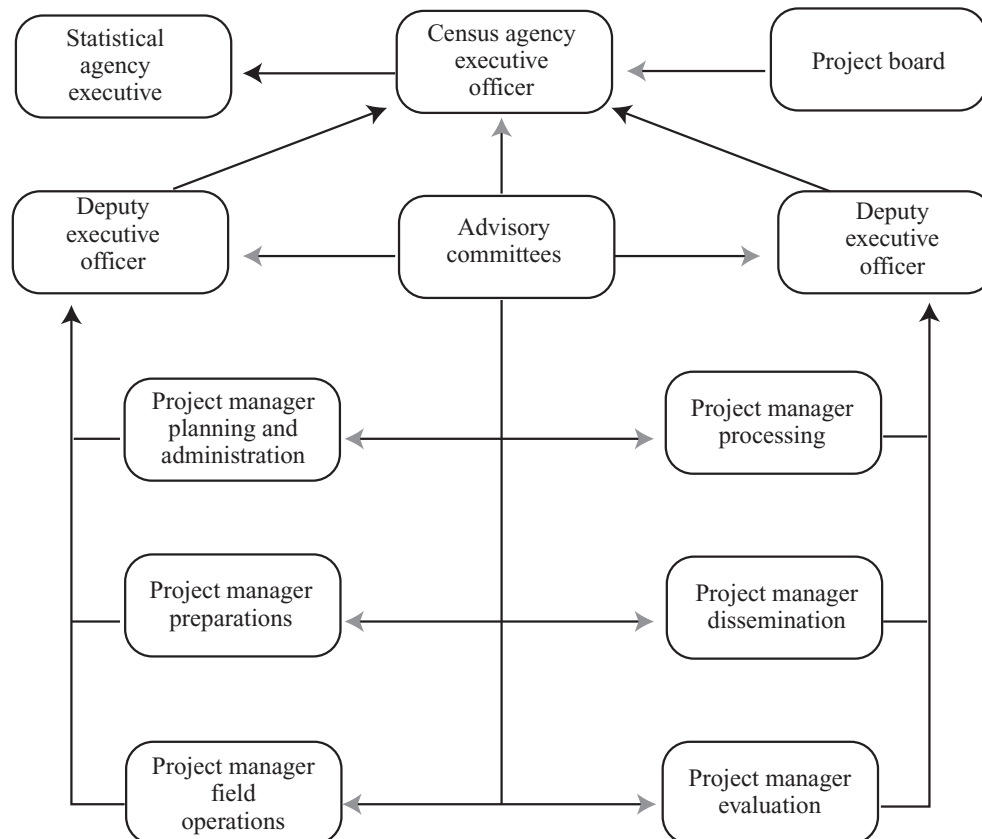 Statistical
agency
executive
Census agency
executive
officer
Project board
Deputy
executive
officer
Advisory
committees
Deputy
executive
officer
Project manager
planning and
administration
Project manager
processing
Project manager
preparations
Project manager
dissemination
Project manager
field
operations
Project manager
evaluation